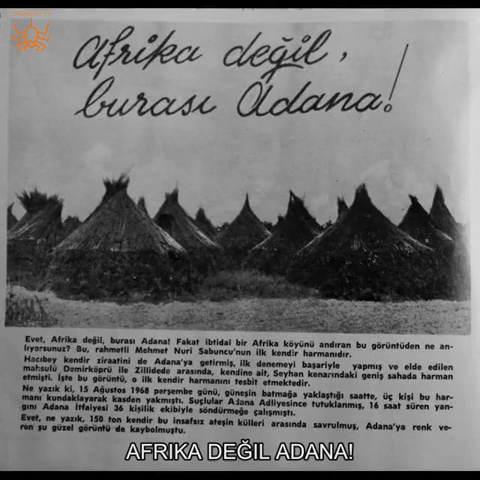 Afrika değil,
burası Adana!
Evet, Afrika değil, burası Adana! Fakat ibtidaî bir Afrika köyünü andıran bu görüntüden ne an-
lıyorsunuz? Bu, rahmetli Mehmet Nuri Sabuncu'nun ilk kendir harmanıdır.
Hacıbey kendir ziraatini de Adana'ya getirmiş, ilk denemeyi başariyle yapmış ve elde edilen
mahsulü Demirköprü ile Zillidede arasında, kendine ait, Seyhan kenarındaki geniş sahada harman
etmişti. İşte bu görüntü, o ilk kendir harmanını tesbit etmektedir.
Ne yazık ki, 15 Ağustos 1968 perşembe günü, güneşin batmağa yaklaştığı saatte, üç kişi bu har-
manı kundaklayarak kasden yakmıştı. Suçlular Adana Adliyesince tutuklanmış, 16 saat süren yan-
gını Adana İtfaiyesi 36 kişilik ekibiyle söndürmeğe çalışmıştı.
Evet, ne yazık, 150 ton kendir bu insafsız ateşin külleri arasında savrulmuş, Adana'ya renk ve-
ren şu güzel görüntü de kaybolmuştu.
AFRİKA DEĞİL ADANA!